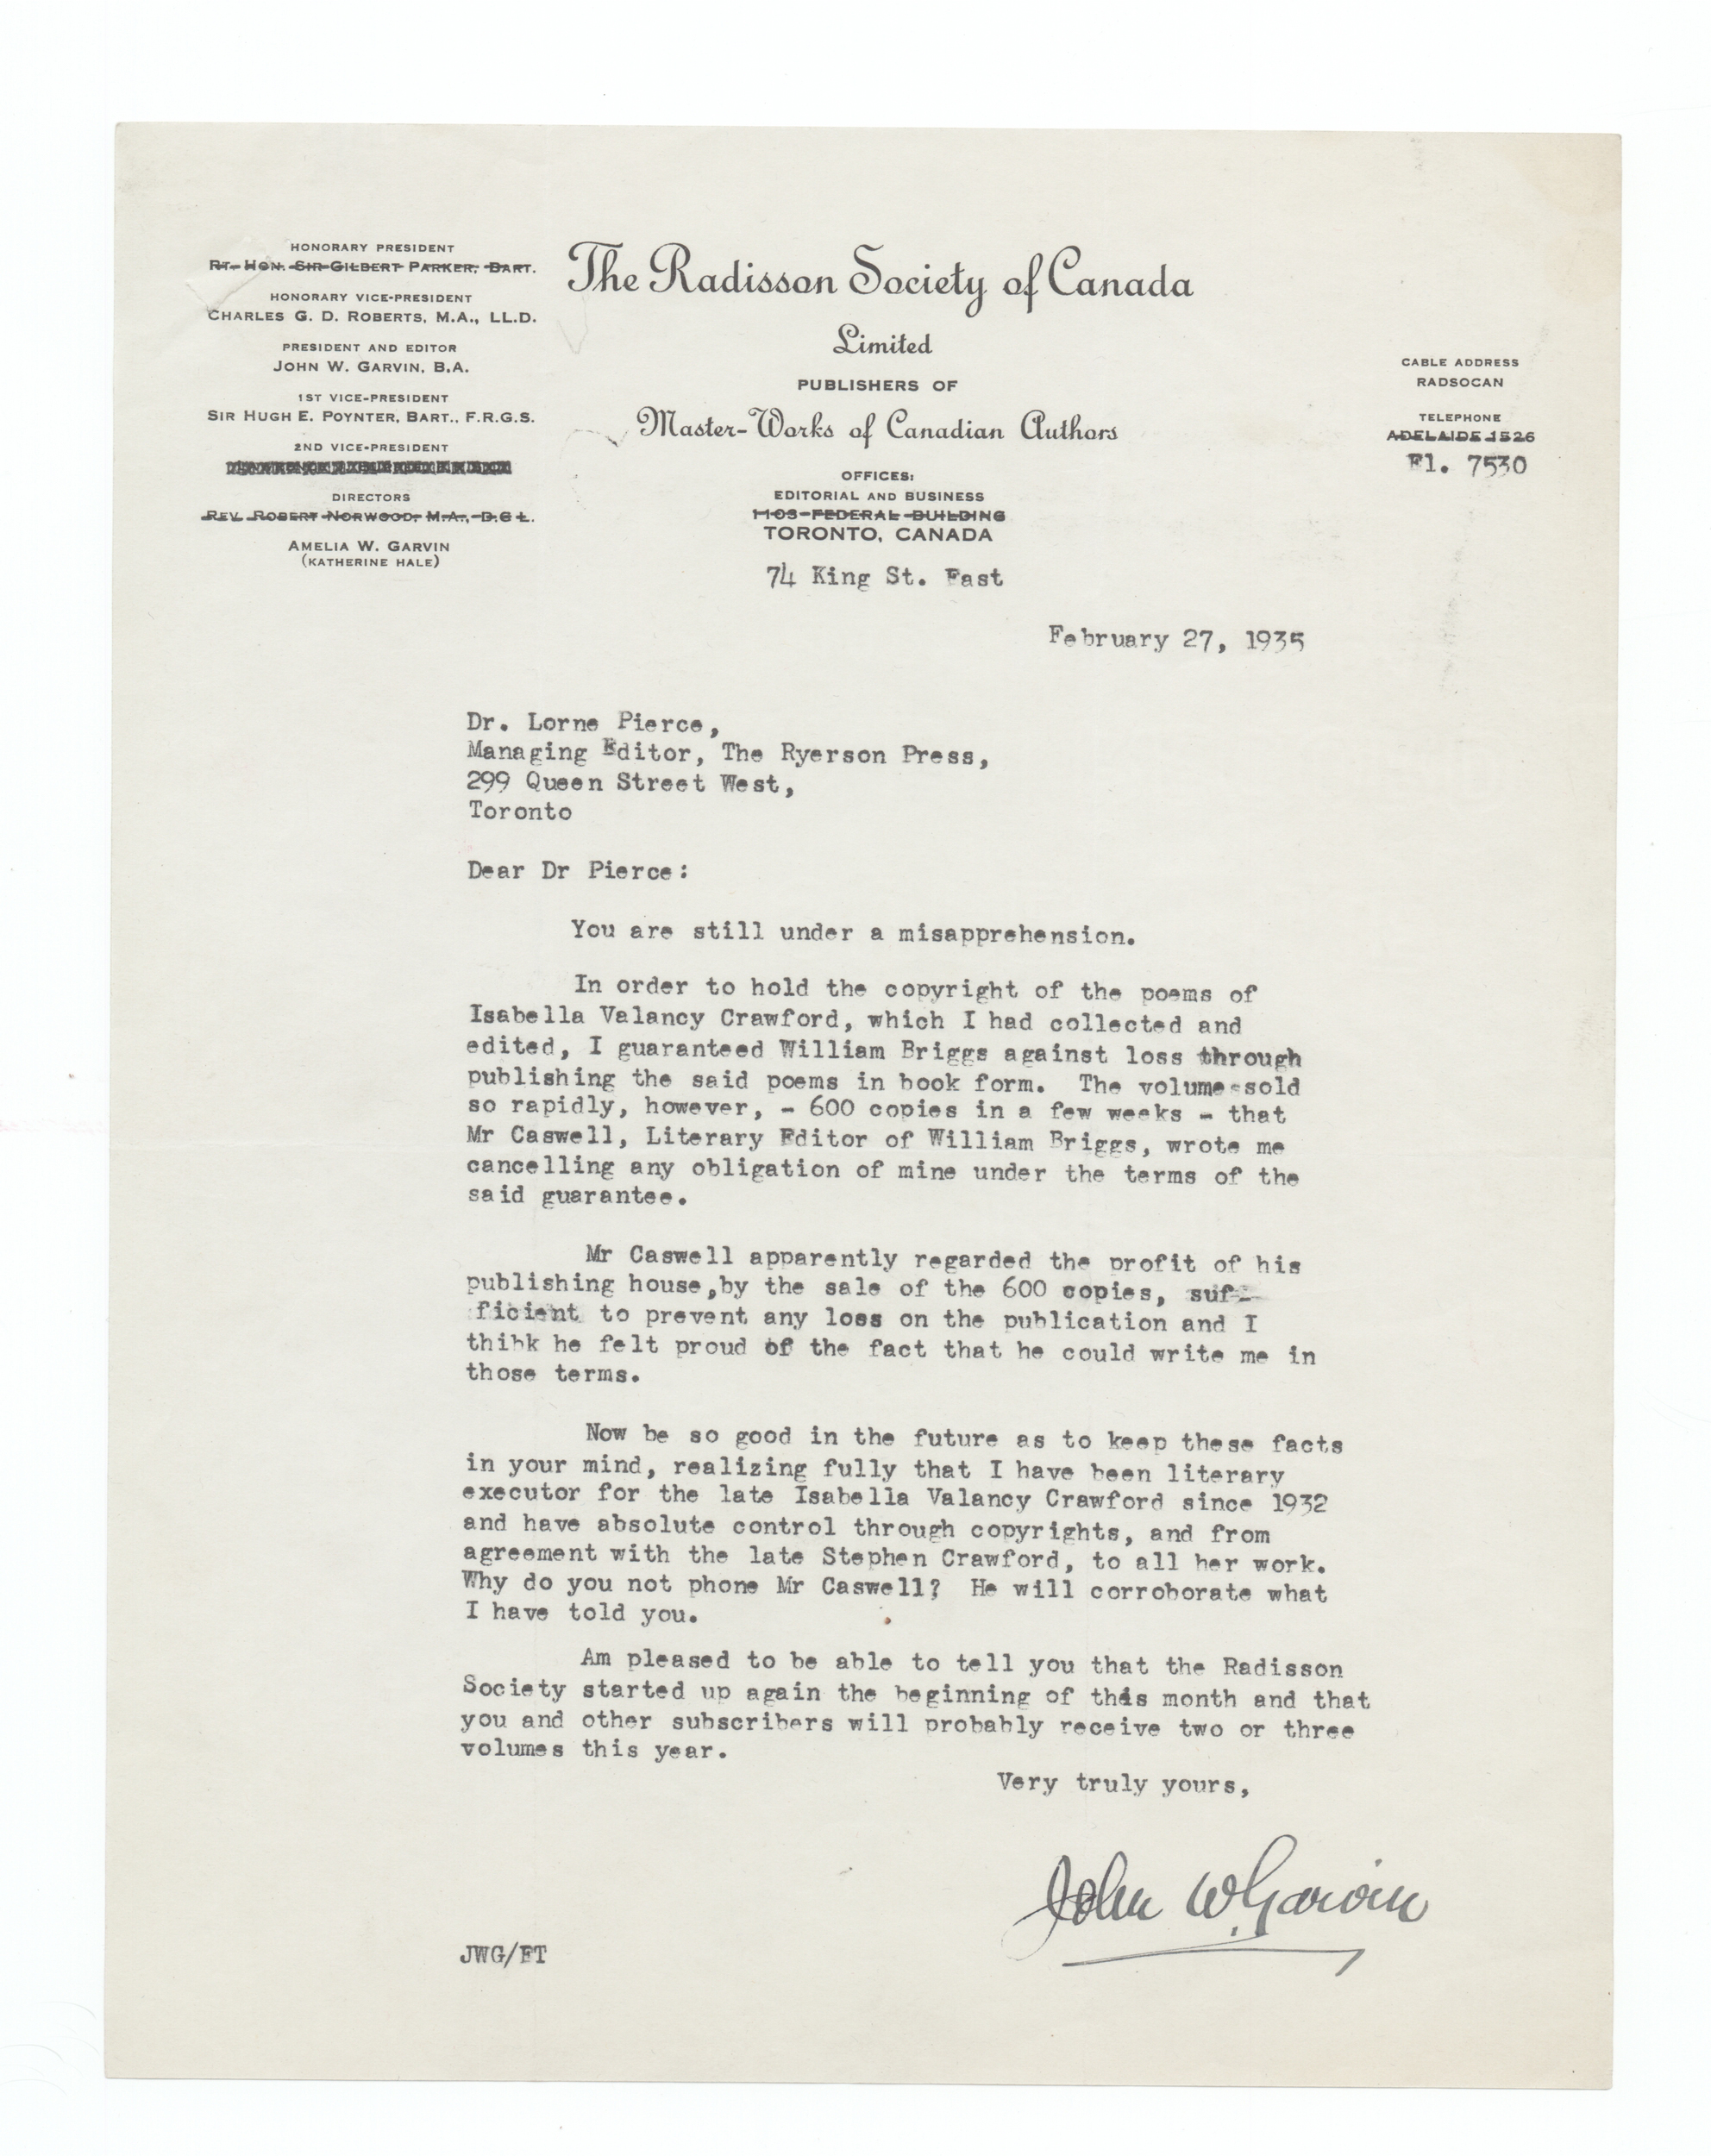 HONORARY PRESIDENT
RT. HON. SIR GILBERT PARKER, BART.
HONORARY VICE-PRESIDENT
CHARLES G. D. ROBERTS, M.A., LL.D.
PRESIDENT AND EDITOR
JOHN W. GARVIN, B.A.
1ST VICE-PRESIDENT
SIR HUGH E. POYNTER, BART., F.R.G.S.
2ND VICE-PRESIDENT
DIRECTORS
REV. ROBERT NORWOOD, M.A., D.C.L.
AMELIA W. GARVIN
(KATHERINE HALE)
The Radisson Society of Canada
Limited
PUBLISHERS OF
Master-Works of Canadian Authors
OFFICES:
EDITORIAL AND BUSINESS
1103 FEDERAL BUILDING
TORONTO, CANADA
74 King St. East
CABLE ADDRESS
RADSOCAN
TELEPHONE
ADELAIDE 1526
El. 7530
February 27, 1935
Dr. Lorne Pierce,
Managing Editor, The Ryerson Press,
299 Queen Street West,
Toronto
Dear Dr Pierce:
You are still under a misapprehension.
In order to hold the copyright of the poems of
Isabella Valancy Crawford, which I had collected and
edited, I guaranteed William Briggs against loss through
publishing the said poems in book form. The volume sold
so rapidly, however, - 600 copies in a few weeks - that
Mr Caswell, Literary Editor of William Briggs, wrote me
cancelling any obligation of mine under the terms of the
said guarantee.
Mr Caswell apparently regarded the profit of his
publishing house,by the sale of the 600 copies, suf-
ficient to prevent any loss on the publication and I
thihk he felt proud of the fact that he could write me in
those terms.
Now be so good in the future as to keep these facts
in your mind, realizing fully that I have been literary
executor for the late Isabella Valancy Crawford since 1932
and have absolute control through copyrights, and from
agreement with the late Stephen Crawford, to all her work.
Why do you not phone Mr Caswell? He will corroborate what
I have told you.
Am pleased to be able to tell you that the Radisson
Society started up again the beginning of this month and that
you and other subscribers will probably receive two or three
volumes this year.
Very truly yours,
John W. Garvin
JWG/FT